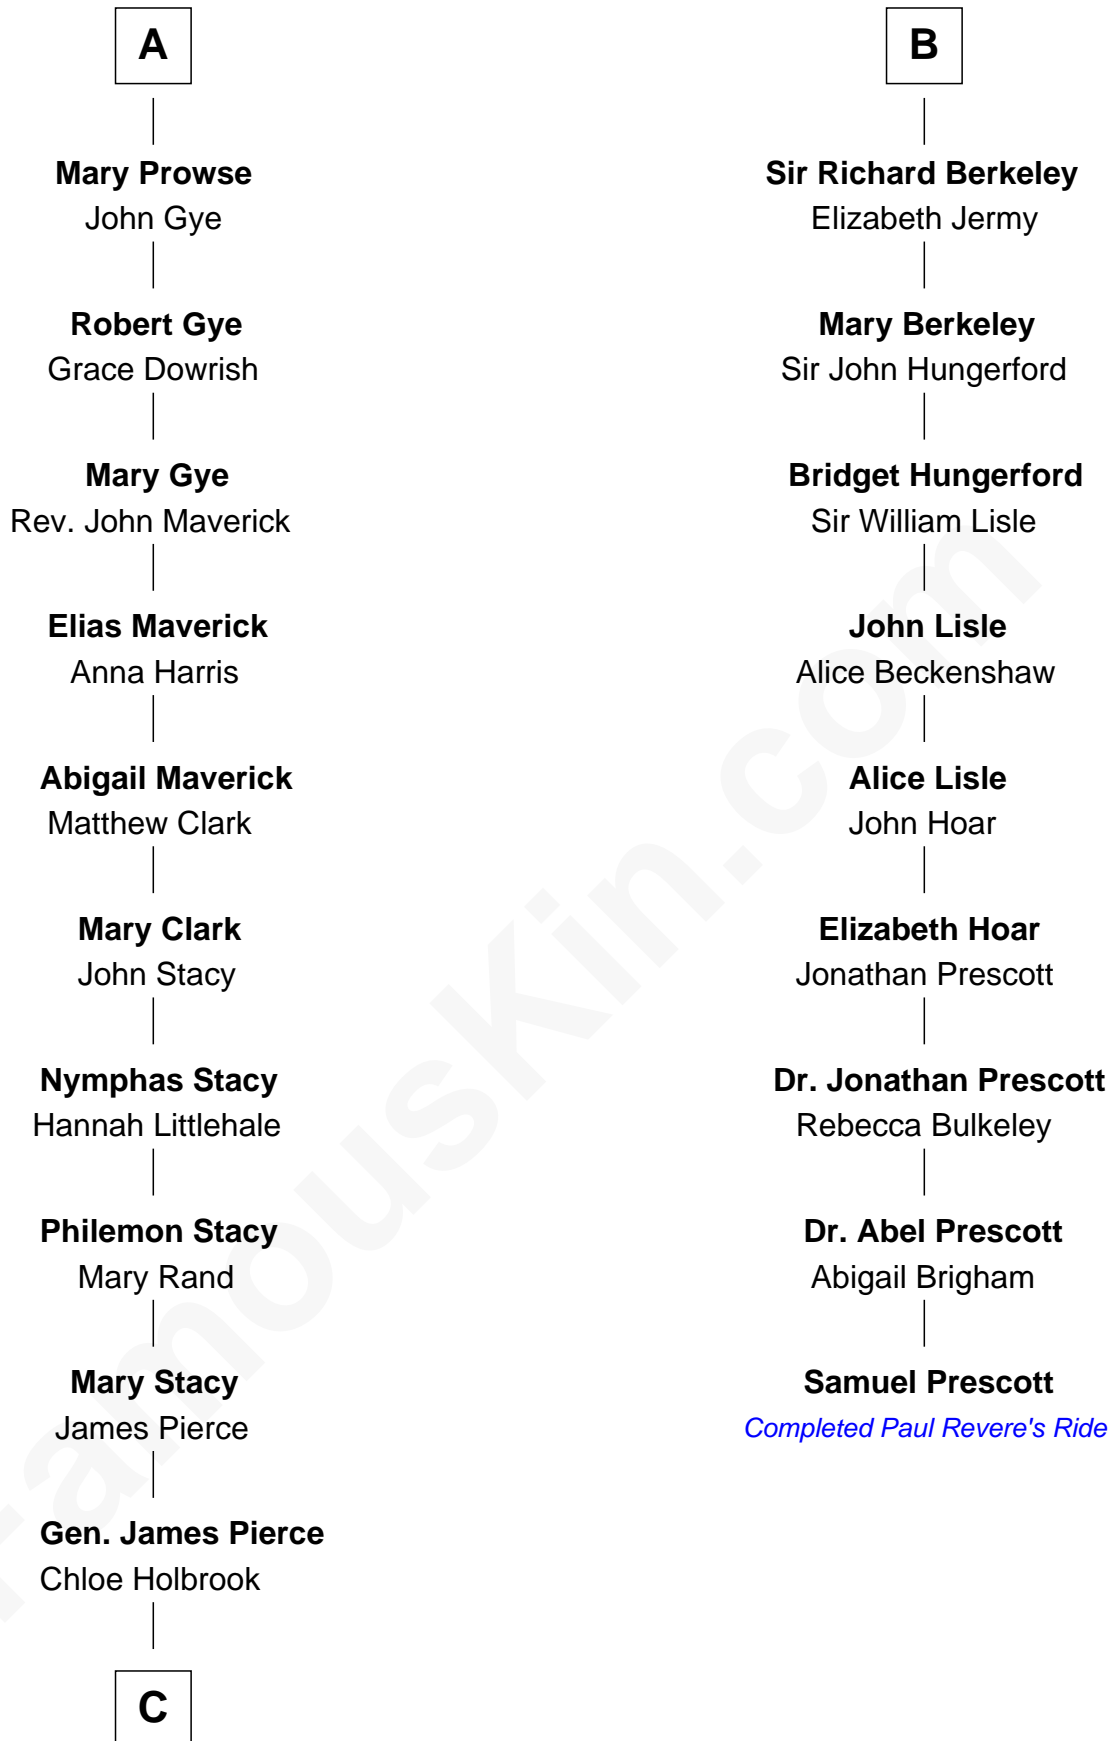 A
Mary Prowse
John Gye
Robert Gye
Grace Dowrish
Mary Gye
Rev. John Maverick
Elias Maverick
Anna Harris
Abigail Maverick
Matthew Clark
Mary Clark
John Stacy
Nymphas Stacy
Hannah Littlehale
Philemon Stacy
Mary Rand
Mary Stacy
James Pierce
Gen. James Pierce
Chloe Holbrook
C
B
Sir Richard Berkeley
Elizabeth Jermy
Mary Berkeley
Sir John Hungerford
Bridget Hungerford
Sir William Lisle
John Lisle
Alice Beckenshaw
Alice Lisle
John Hoar
Elizabeth Hoar
Jonathan Prescott
Dr. Jonathan Prescott
Rebecca Bulkeley
Dr. Abel Prescott
Abigail Brigham
Samuel Prescott
Completed Paul Revere's Ride
FamousKin.com